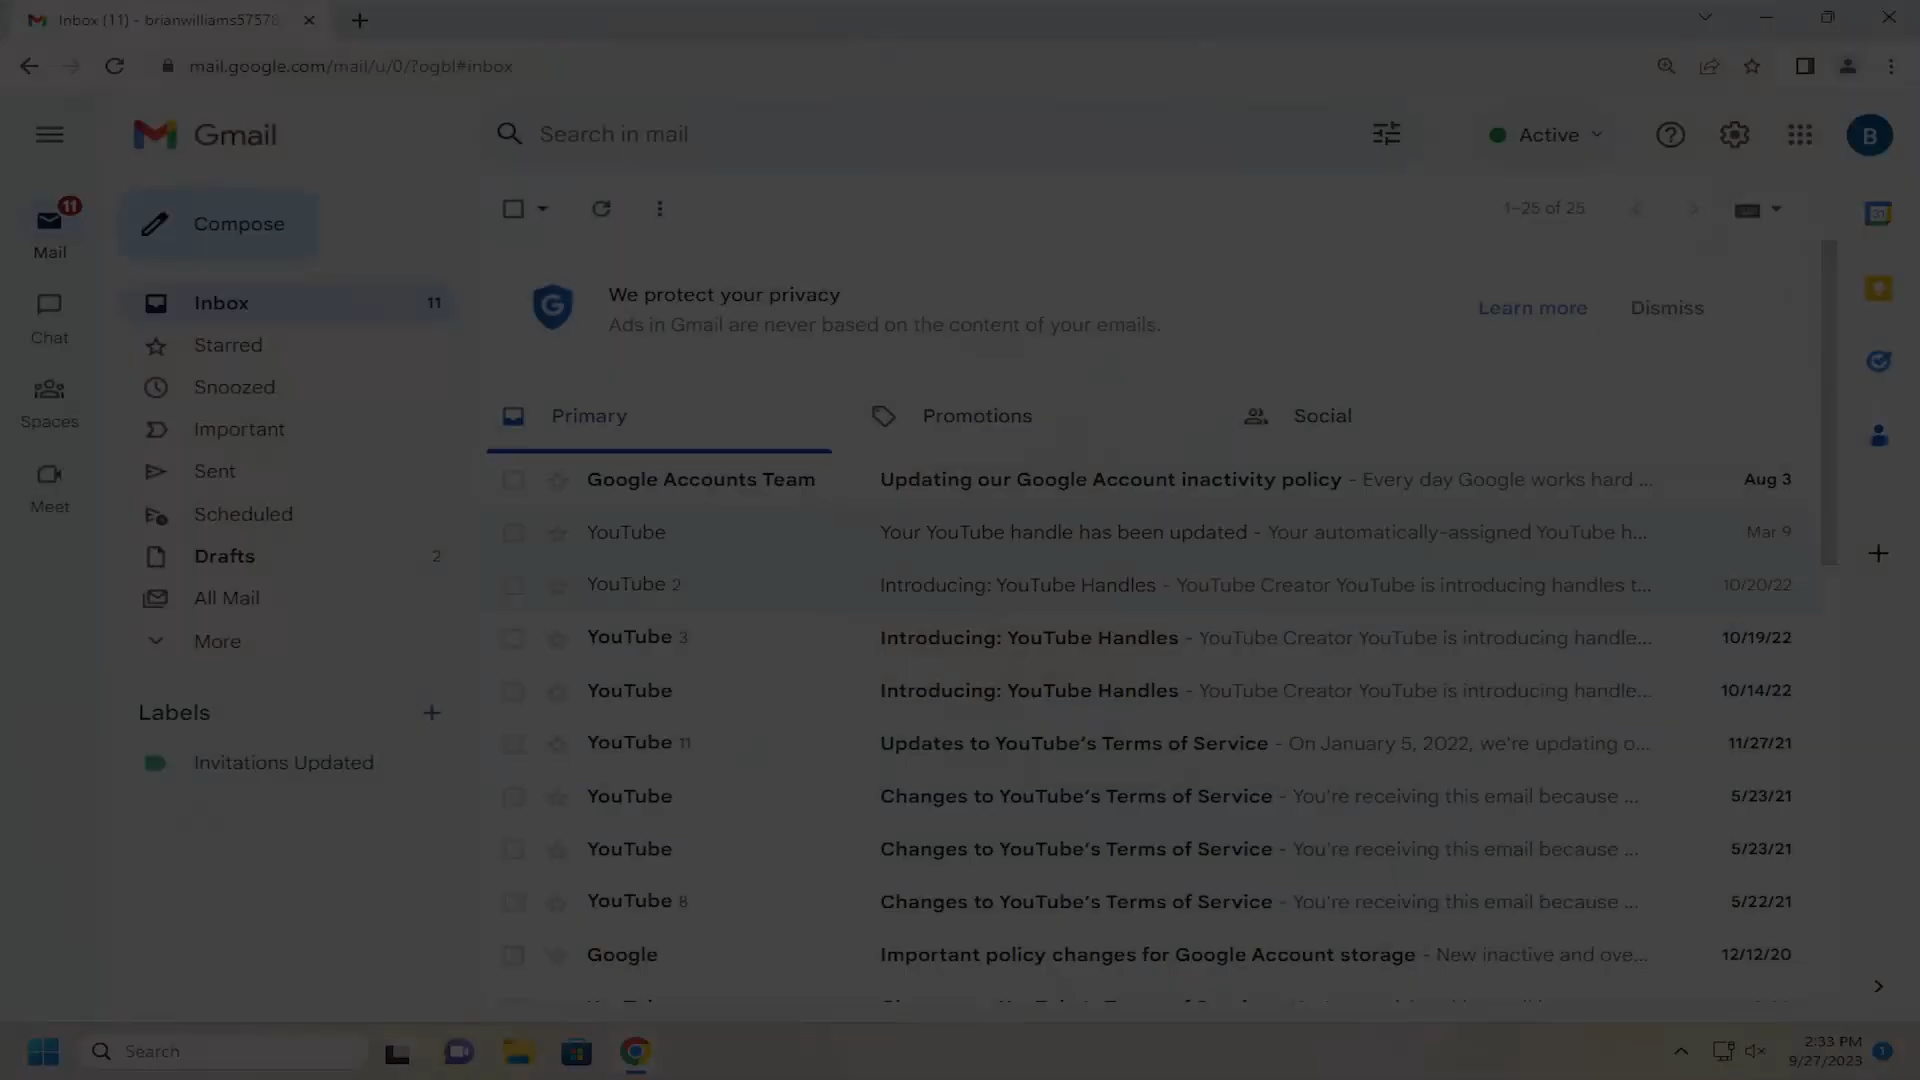 Inbox (11) - brianwilliams57578
mail.google.com/mail/u/0/?ogbl#inbox
Gmail
Search in mail
Active
B
11
Mail
Chat
Spaces
Meet
Compose
Inbox 11
Starred
Snoozed
Important
Sent
Scheduled
Drafts 2
All Mail
More
Labels
Invitations Updated
1–25 of 25
We protect your privacy
Ads in Gmail are never based on the content of your emails.
Learn more Dismiss
Primary Promotions Social
Google Accounts Team Updating our Google Account inactivity policy - Every day Google works hard ... Aug 3
YouTube Your YouTube handle has been updated - Your automatically-assigned YouTube h... Mar 9
YouTube 2 Introducing: YouTube Handles - YouTube Creator YouTube is introducing handles t... 10/20/22
YouTube 3 Introducing: YouTube Handles - YouTube Creator YouTube is introducing handle... 10/19/22
YouTube Introducing: YouTube Handles - YouTube Creator YouTube is introducing handle... 10/14/22
YouTube 11 Updates to YouTube's Terms of Service - On January 5, 2022, we're updating o... 11/27/21
YouTube Changes to YouTube's Terms of Service - You're receiving this email because ... 5/23/21
YouTube Changes to YouTube's Terms of Service - You're receiving this email because ... 5/23/21
YouTube 8 Changes to YouTube's Terms of Service - You're receiving this email because ... 5/22/21
Google Important policy changes for Google Account storage - New inactive and ove... 12/12/20
31
Search
2:33 PM
9/27/2023
1